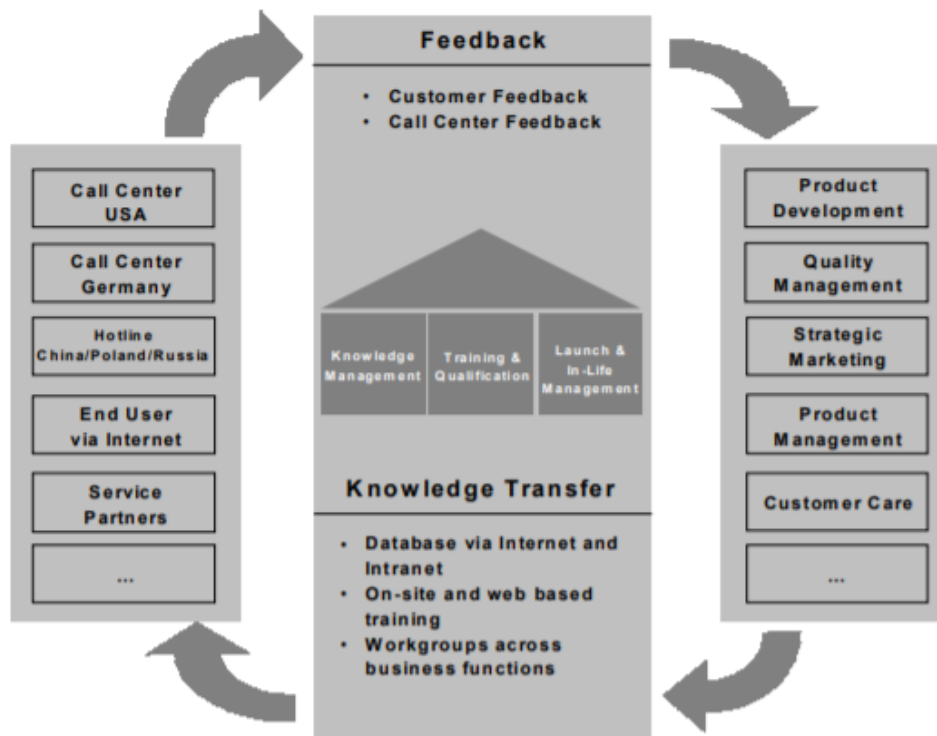 Feedback
• Customer Feedback
• Call Center Feedback
Call Center
USA
Call Center
Germany
Hotline
China/Poland/Russia
End User
via Internet
Service
Partners
...
Knowledge
Management
Training &
Qualification
Launch &
In-Life
Management
Knowledge Transfer
• Database via Internet and
Intranet
• On-site and web based
training
• Workgroups across
business functions
Product
Development
Quality
Management
Strategic
Marketing
Product
Management
Customer Care
...